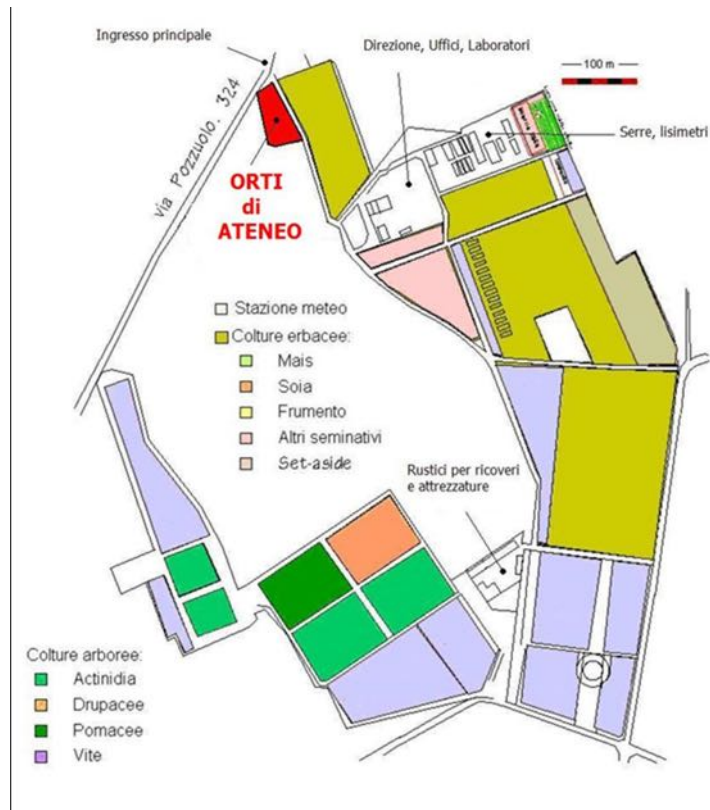 Ingresso principale
Direzione, Uffici, Laboratori
100 m
Via Pozzuolo. 324
Serre, lisimetri
ORTI
di
ATENEO
Stazione meteo
Colture erbacee:
Mais
Soia
Frumento
Altri seminativi
Set-aside
Rustici per ricoveri
e attrezzature
Colture arboree:
Actinidia
Drupacee
Pomacee
Vite